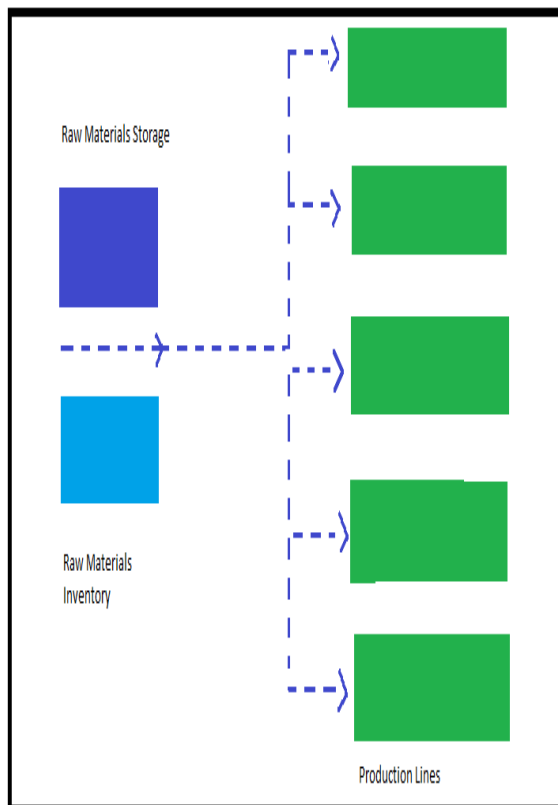 Raw Materials Storage
Raw Materials
Inventory
Production Lines